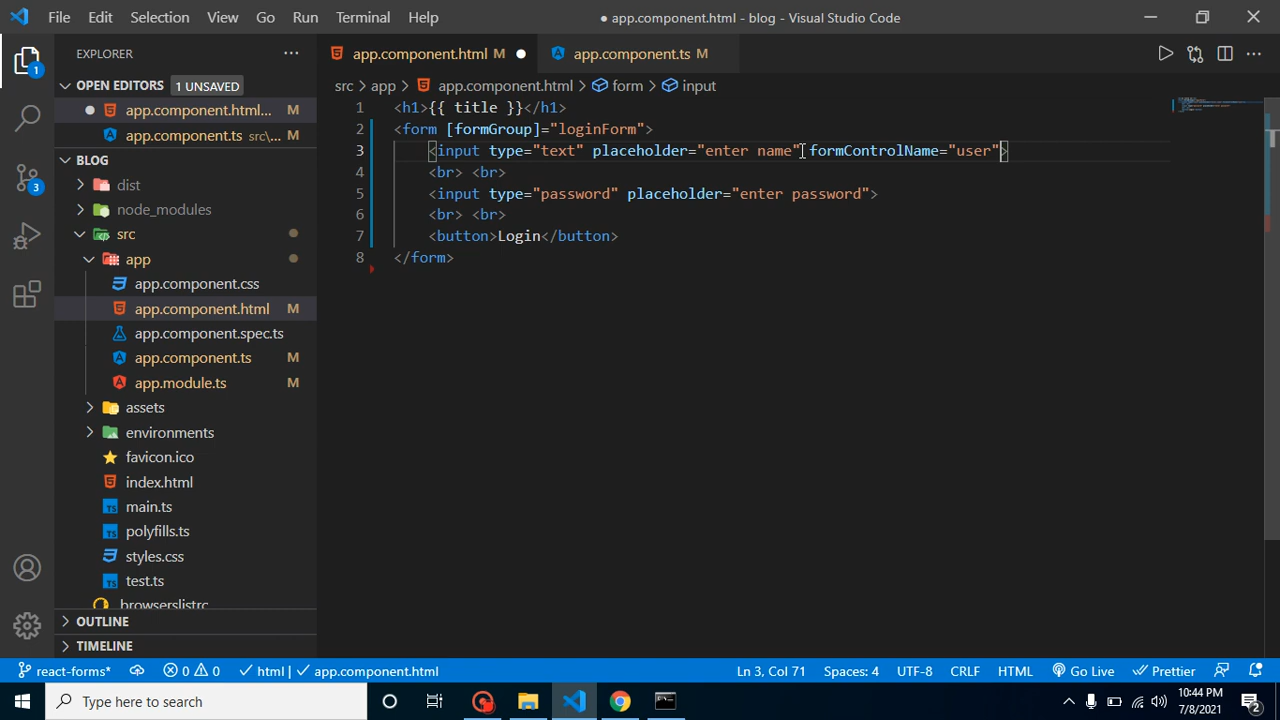 File Edit Selection View Go Run Terminal Help
● app.component.html - blog - Visual Studio Code
EXPLORER
OPEN EDITORS 1 UNSAVED
app.component.html... M
app.component.ts src\... M
BLOG
dist
node_modules
src
app
app.component.css
app.component.html M
app.component.spec.ts
app.component.ts M
app.module.ts M
assets
environments
favicon.ico
index.html
main.ts
polyfills.ts
styles.css
test.ts
.browserslistrc
OUTLINE
TIMELINE
1
3
app.component.html M
app.component.ts M
src > app > app.component.html > form > input
1 <h1>{{ title }}</h1>
2 <form [formGroup]="loginForm">
3 <input type="text" placeholder="enter name" formControlName="user">
4 <br> <br>
5 <input type="password" placeholder="enter password">
6 <br> <br>
7 <button>Login</button>
8 </form>
react-forms* 0 0 html | app.component.html Ln 3, Col 71 Spaces: 4 UTF-8 CRLF HTML Go Live Prettier
Type here to search
10:44 PM
7/8/2021
2